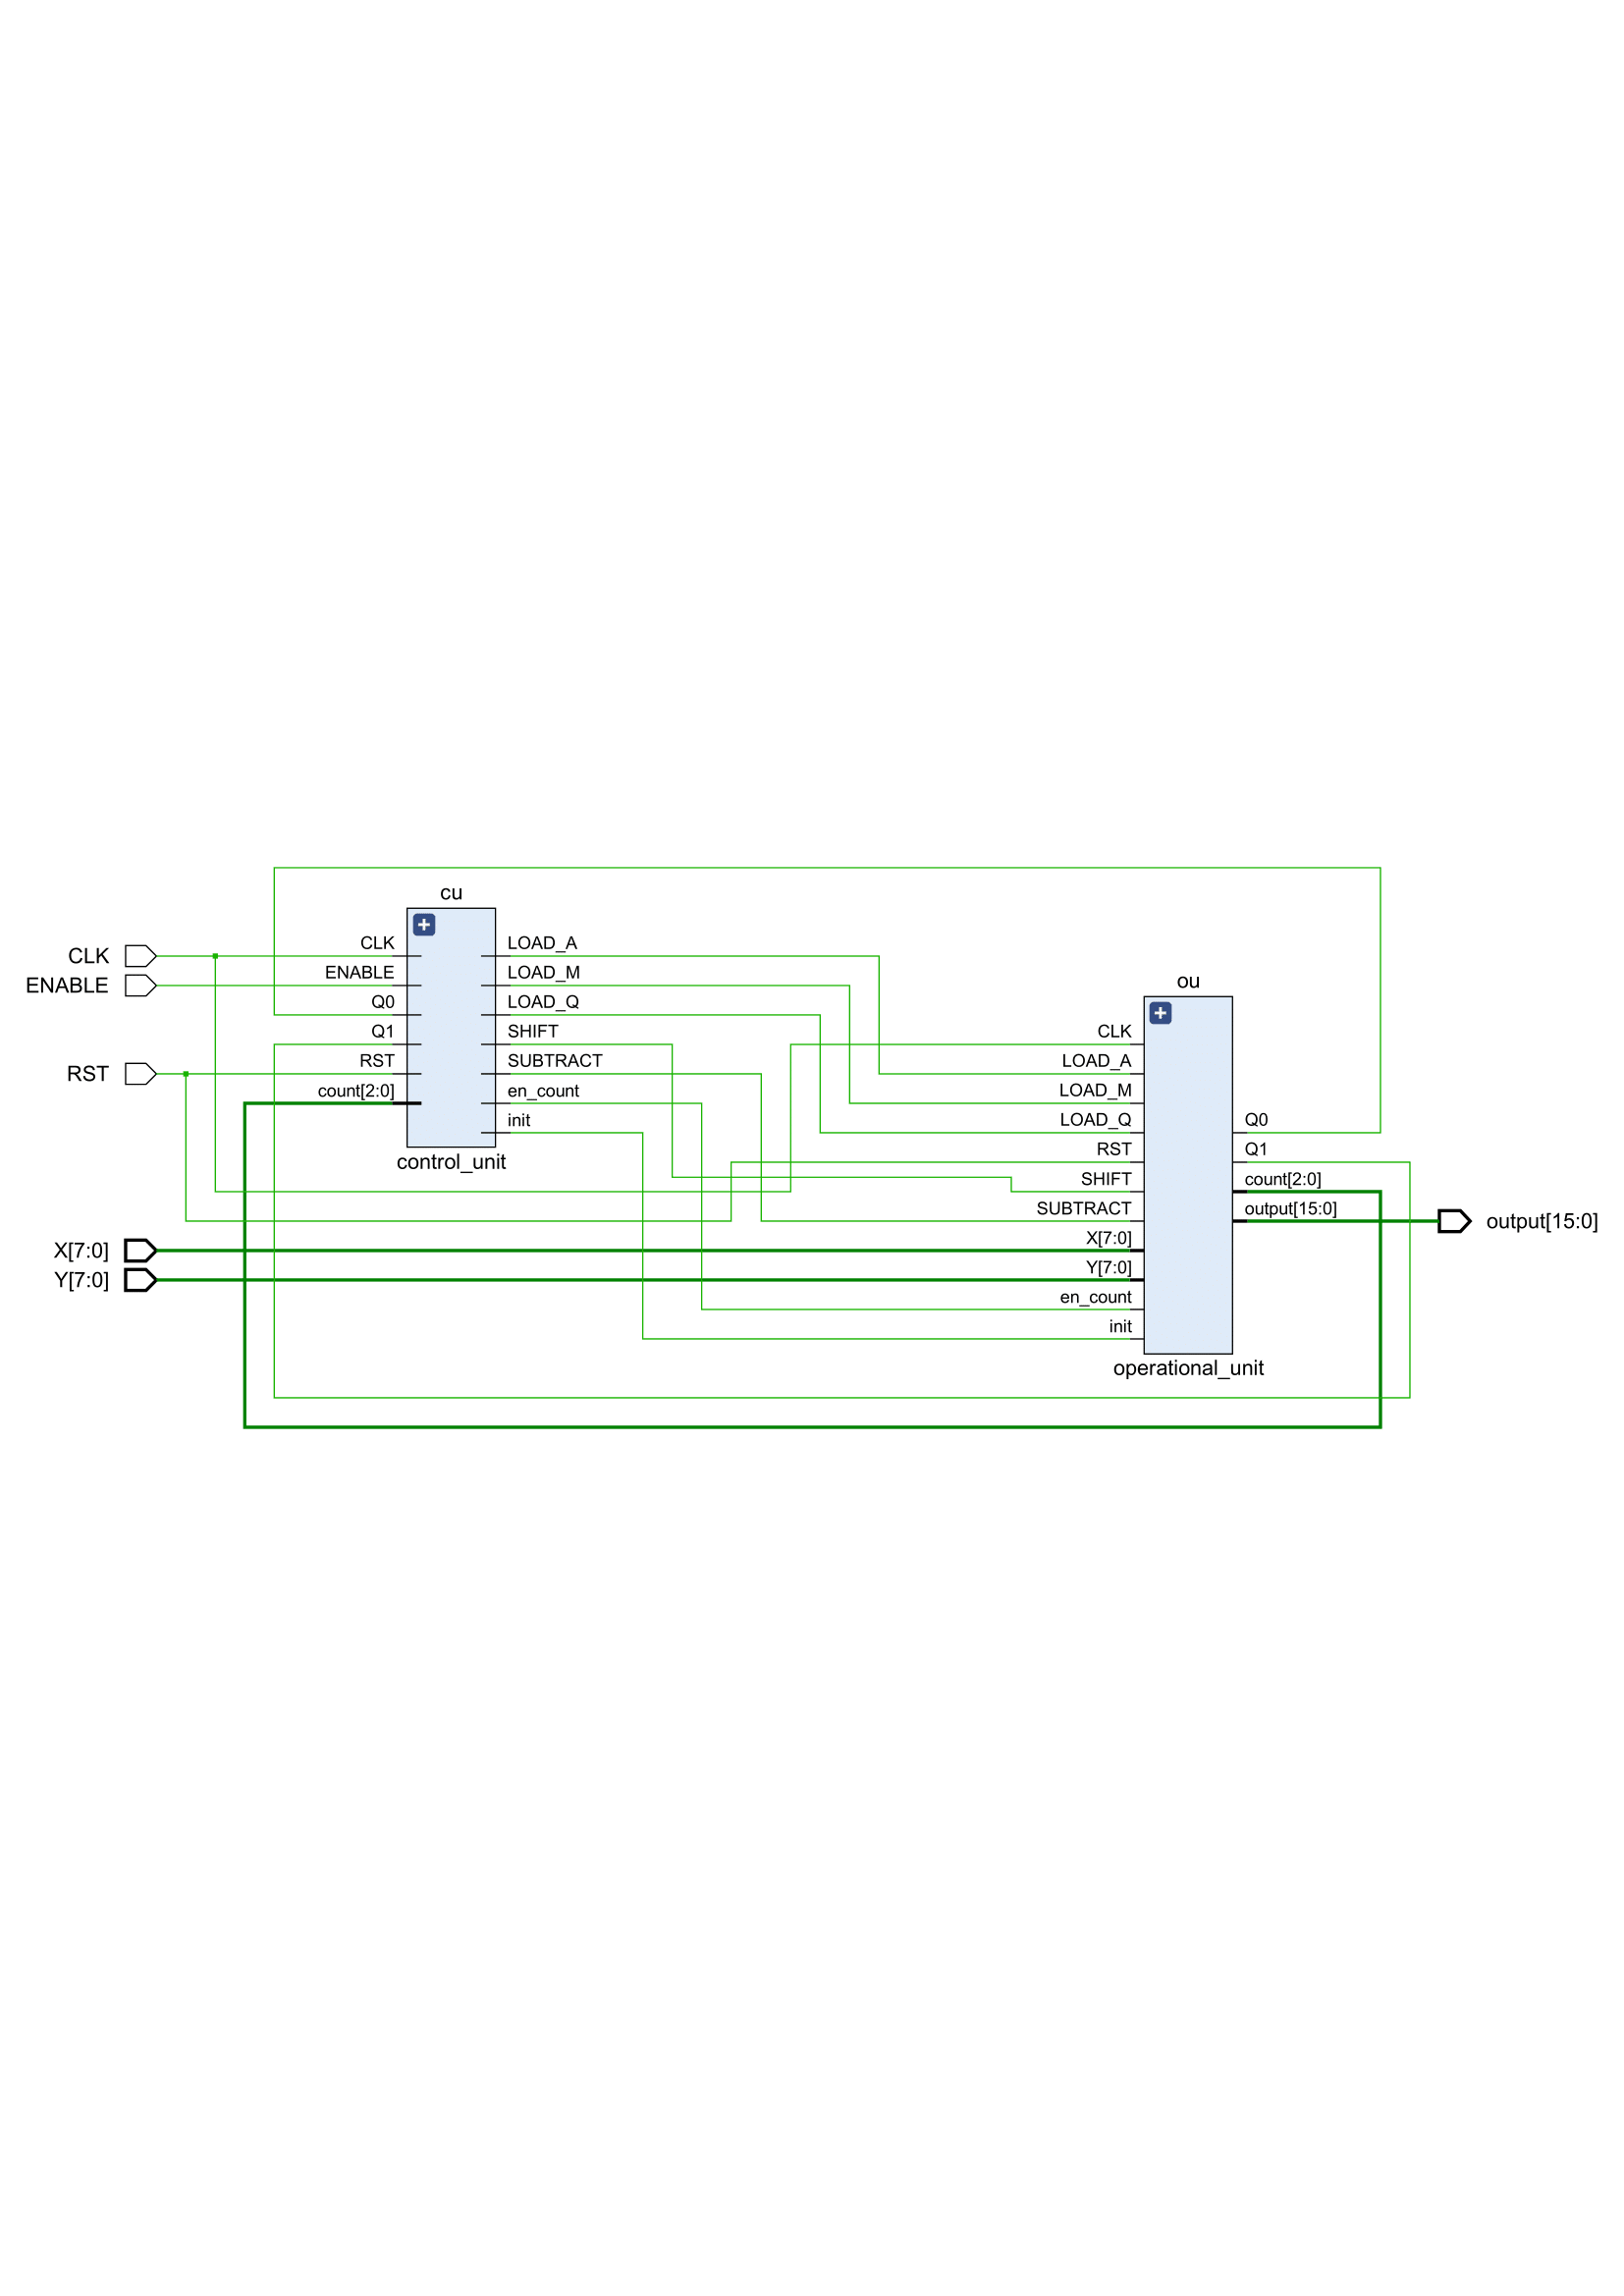 cu
CLK
ENABLE
Q0
Q1
RST
count[2:0]
LOAD_A
LOAD_M
LOAD_Q
SHIFT
SUBTRACT
en_count
init
control_unit
CLK
ENABLE
RST
X[7:0]
Y[7:0]
ou
CLK
LOAD_A
LOAD_M
LOAD_Q
RST
SHIFT
SUBTRACT
X[7:0]
Y[7:0]
en_count
init
Q0
Q1
count[2:0]
output[15:0]
operational_unit
output[15:0]